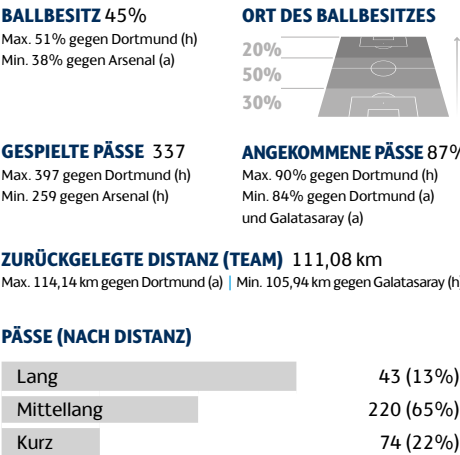 BALLBESITZ 45%
Max. 51% gegen Dortmund (h)
Min. 38% gegen Arsenal (a)
ORT DES BALLBESITZES
20%
50%
30%
GESPIELTE PÄSSE 337
Max. 397 gegen Dortmund (h)
Min. 259 gegen Arsenal (h)
ANGEKOMMENE PÄSSE 87%
Max. 90% gegen Dortmund (h)
Min. 84% gegen Dortmund (a)
und Galatasaray (a)
ZURÜCKGELEGTE DISTANZ (TEAM) 111,08 km
Max. 114,14 km gegen Dortmund (a) | Min. 105,94 km gegen Galatasaray (h)
PÄSSE (NACH DISTANZ)
Lang 43 (13%)
Mittellang 220 (65%)
Kurz 74 (22%)